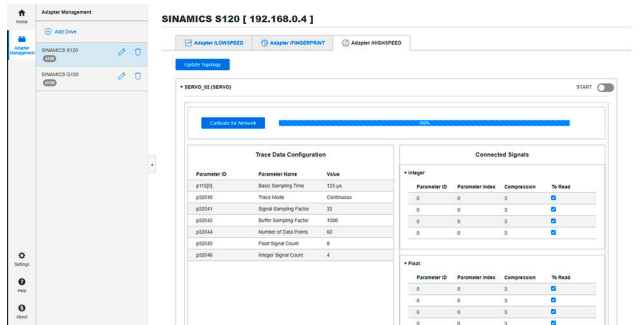 Home
Adapter Management
Settings
Help
About
Adapter Management
Add Drive
SINAMICS S120
S120
SINAMICS G120
G120
SINAMICS S120 [ 192.168.0.4 ]
Adapter /LOWSPEED
Adapter /FINGERPRINT
Adapter /HIGHSPEED
Update Topology
SERVO_02 (SERVO)
START
Calibrate for Network
100%
Trace Data Configuration
Parameter ID Parameter Name Value
p115[0] Basic Sampling Time 125 µs
p32040 Trace Mode Continuous
p32041 Signal Sampling Factor 32
p32042 Buffer Sampling Factor 1000
p32044 Number of Data Points 60
p32045 Float Signal Count 8
p32046 Integer Signal Count 4
Connected Signals
Integer
Parameter ID Parameter Index Compression To Read
0 0 3
0 0 3
0 0 3
0 0 3
Float
Parameter ID Parameter Index Compression To Read
0 0 3
0 0 3
0 0 3
0 0 3